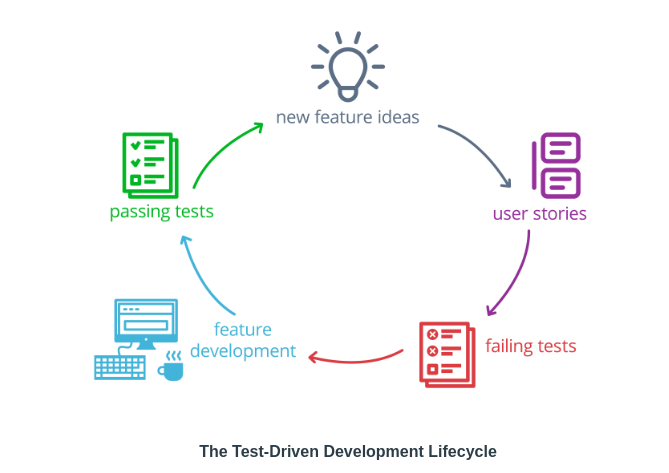 new feature ideas
user stories
failing tests
feature
development
passing tests
The Test-Driven Development Lifecycle